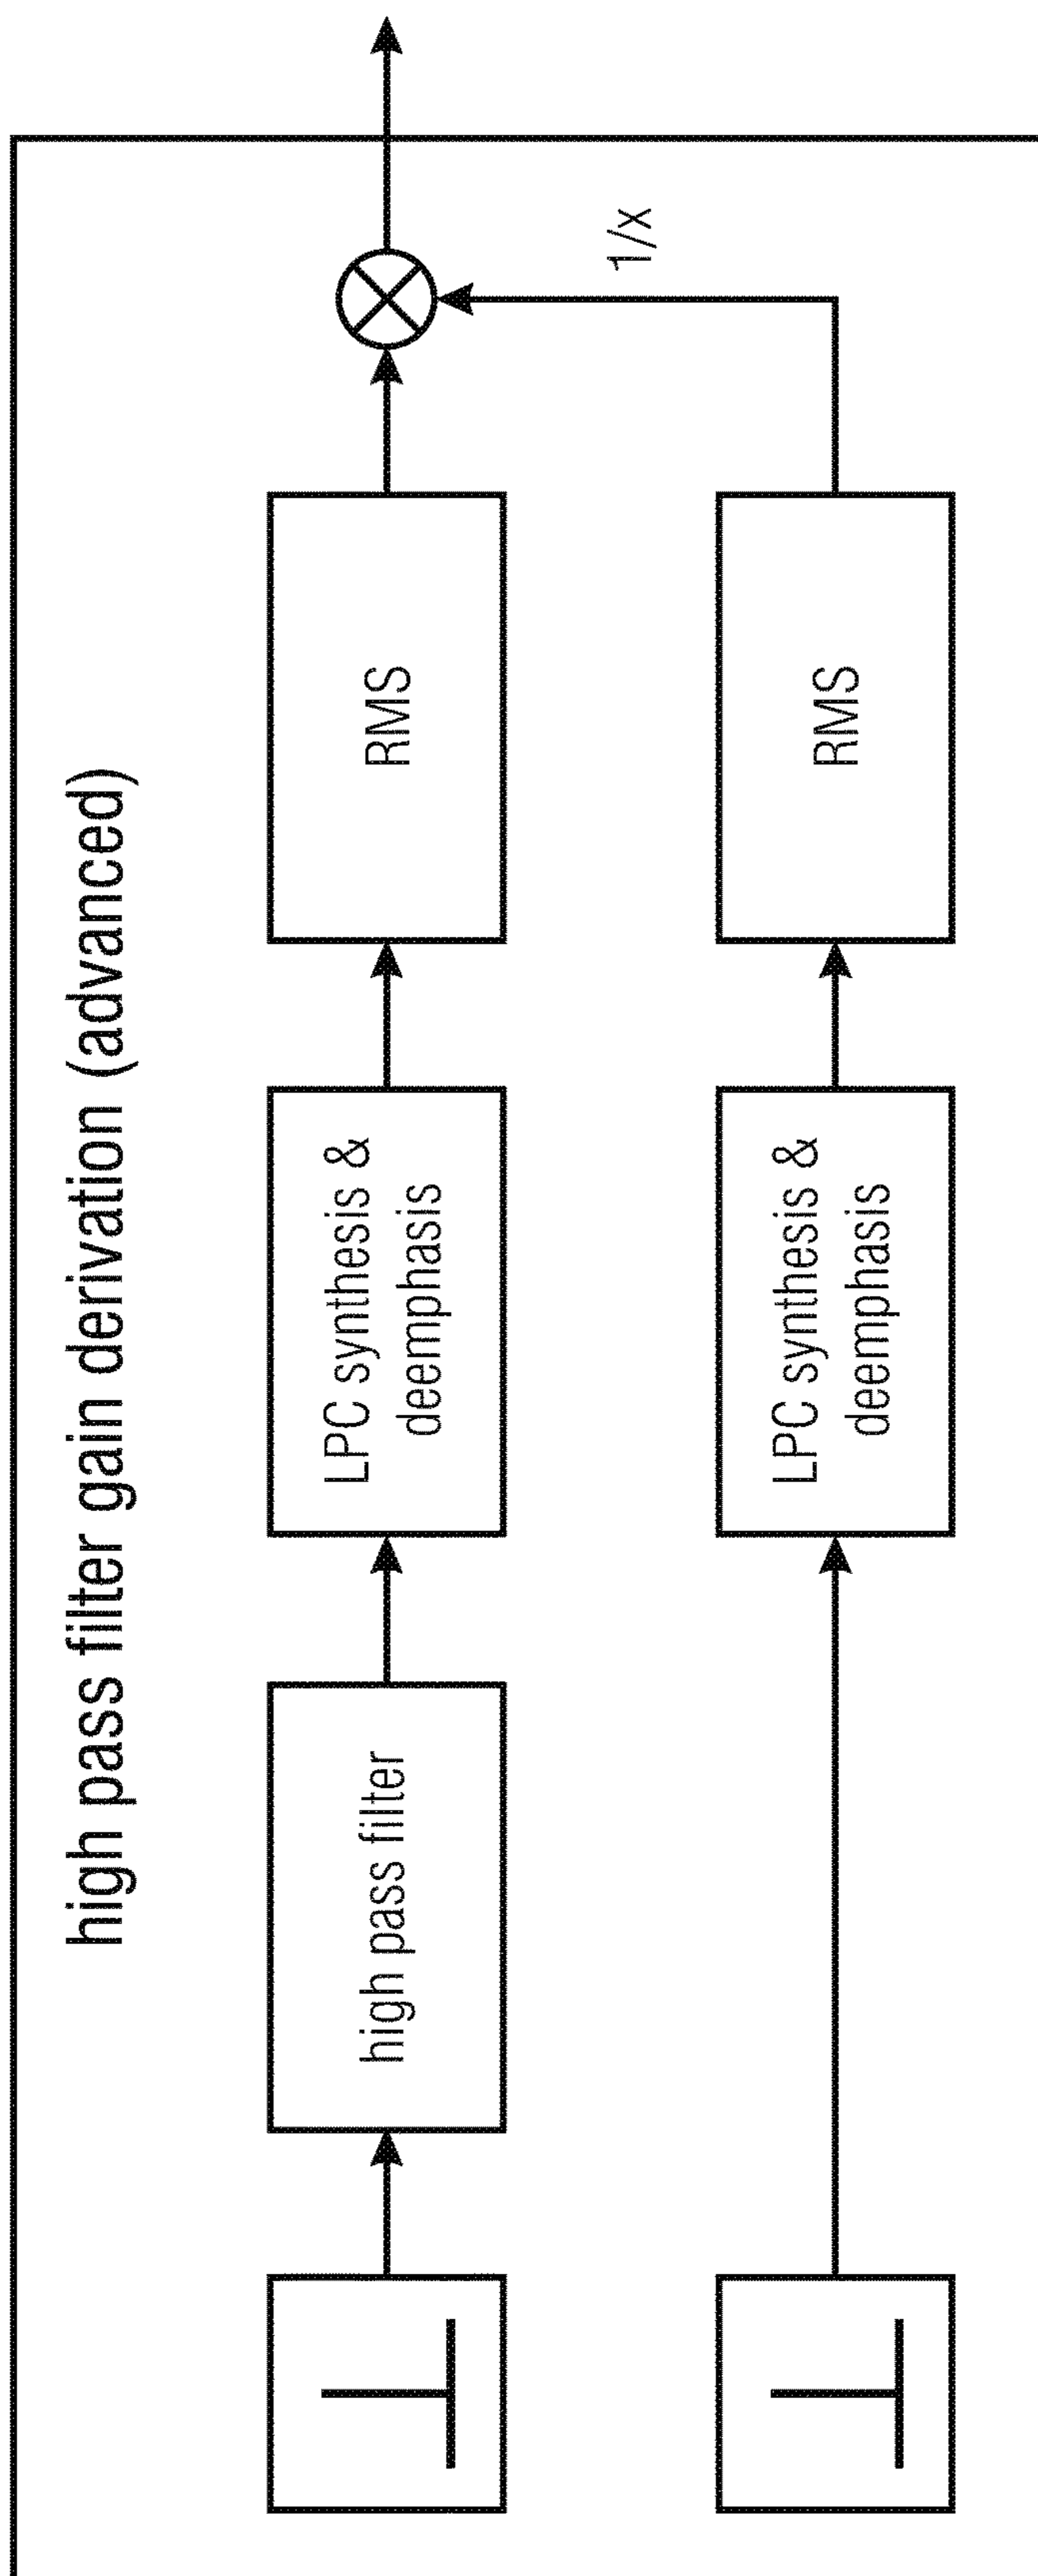 high pass filter gain derivation (advanced)
high pass filter
LPC synthesis &
deemphasis
RMS
1/x
LPC synthesis &
deemphasis
RMS